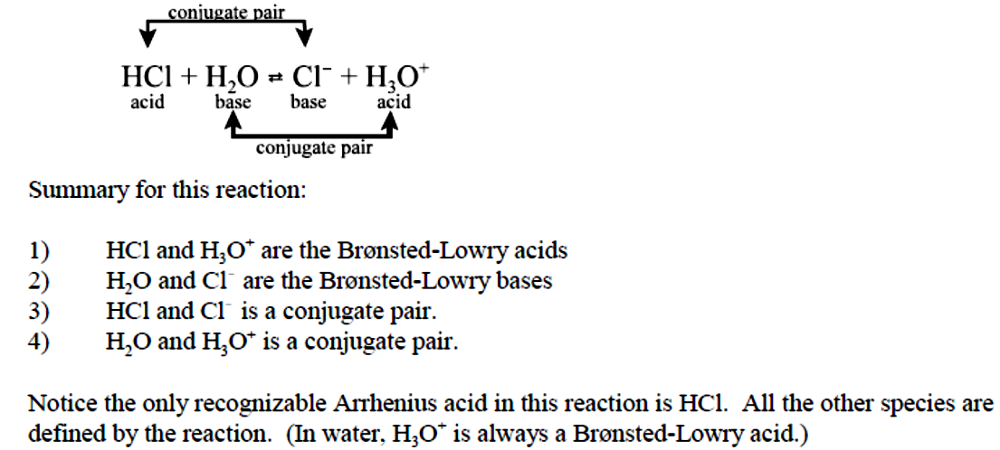 conjugate pair
HCl + H₂O ⇌ Cl⁻ + H₃O⁺
acid base base acid
conjugate pair
Summary for this reaction:
1) HCl and H₃O⁺ are the Brønsted-Lowry acids
2) H₂O and Cl⁻ are the Brønsted-Lowry bases
3) HCl and Cl⁻ is a conjugate pair.
4) H₂O and H₃O⁺ is a conjugate pair.
Notice the only recognizable Arrhenius acid in this reaction is HCl. All the other species are
defined by the reaction. (In water, H₃O⁺ is always a Brønsted-Lowry acid.)